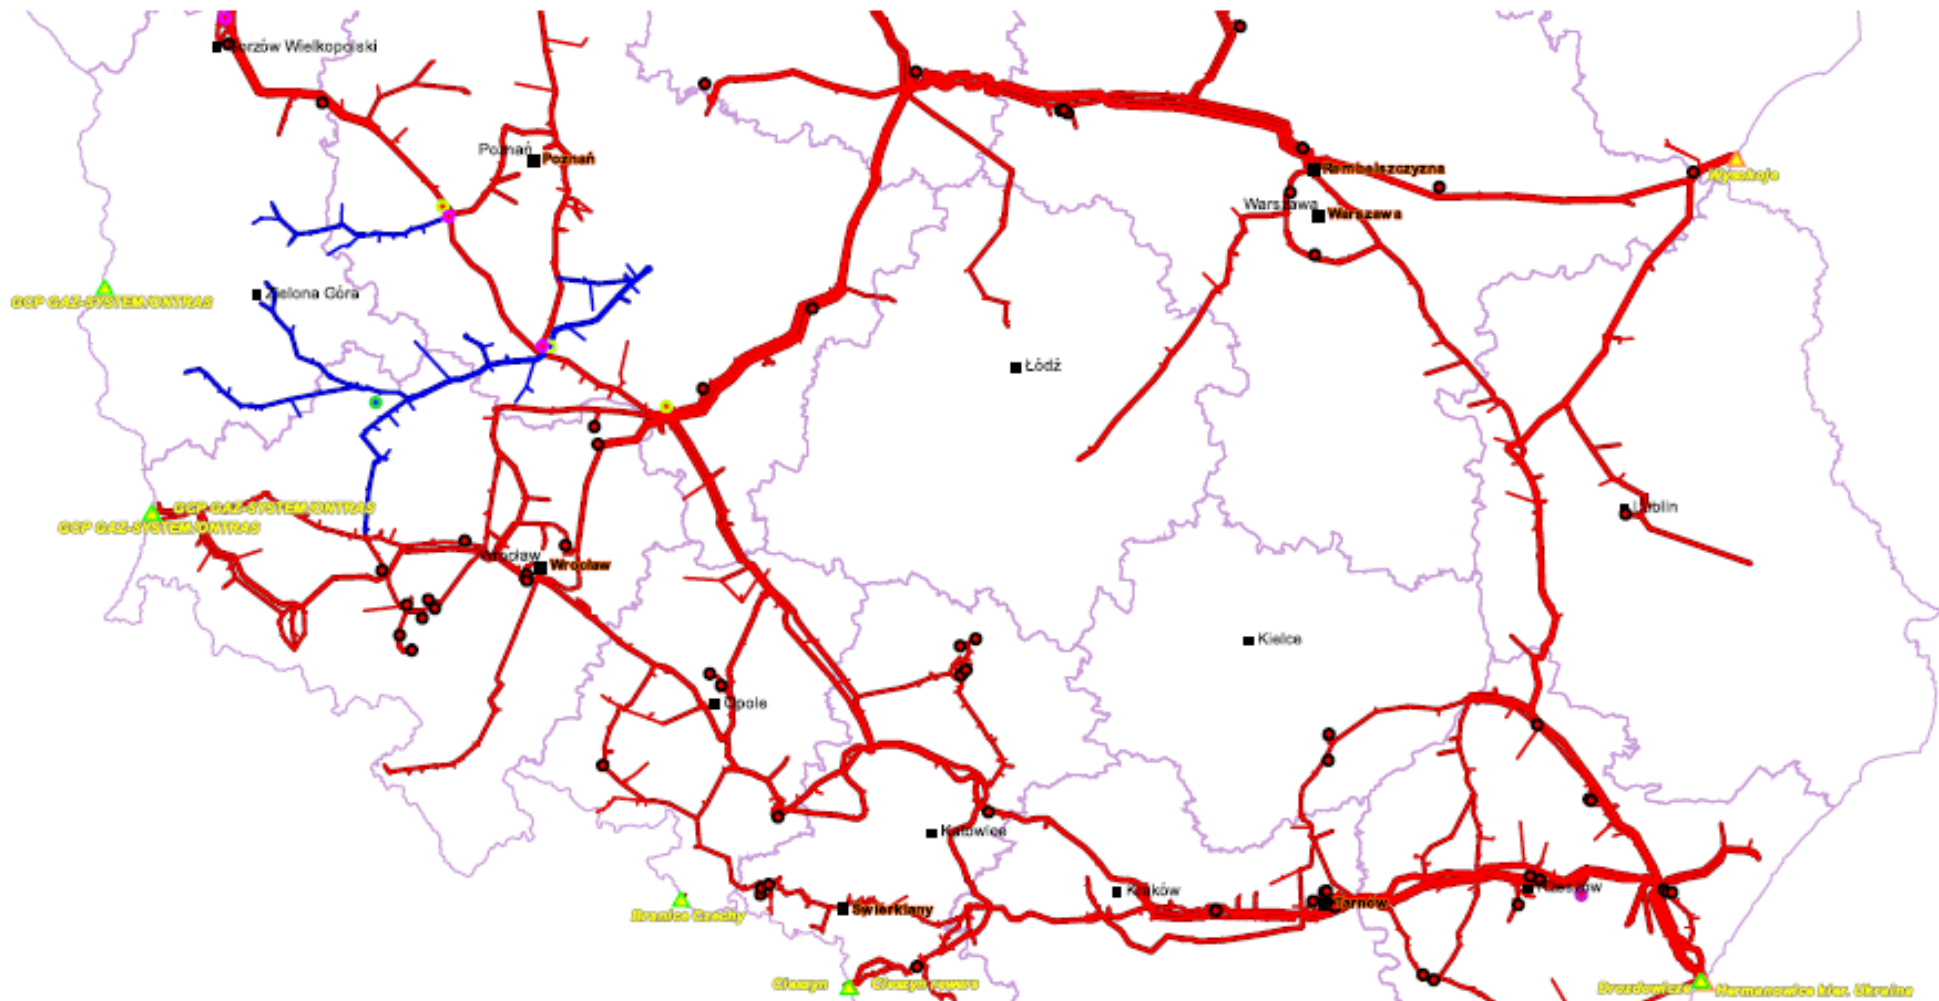 orzów Wielkopolski
Poznań Poznań
Rembelszczyzna
Wysokoje
Warszawa Warszawa
Zielona Góra
GCP GAZ-SYSTEM/ONTRAS
Łódź
GCP GAZ-SYSTEM/ONTRAS
GCP GAZ-SYSTEM/ONTRAS
Lublin
Wrocław Wrocław
Kielce
Opole
Katowice
Kraków
Rzeszów
Tarnów
Swierklany
Branice Czechy
Cieszyn Cieszyn rewers
Drozdowicze Hermanowice kier. Ukraina